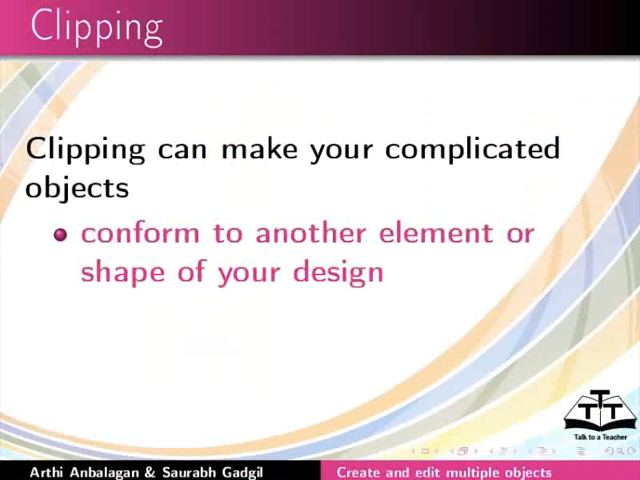 Clipping
Clipping can make your complicated
objects
conform to another element or
shape of your design
TTT
Talk to a Teacher
Arthi Anbalagan & Saurabh Gadgil
Create and edit multiple objects